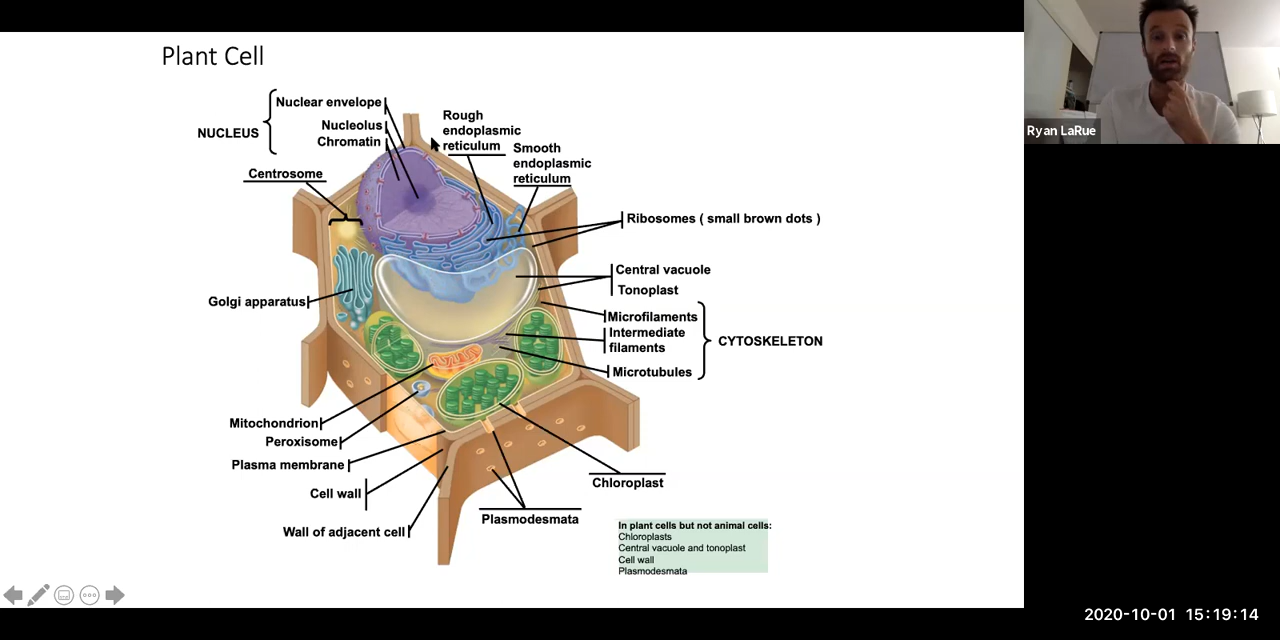 Plant Cell
Nuclear envelope
Nucleolus
Chromatin
NUCLEUS
Rough
endoplasmic
reticulum
Smooth
endoplasmic
reticulum
Centrosome
Ribosomes ( small brown dots )
Central vacuole
Tonoplast
Golgi apparatus
Microfilaments
Intermediate
filaments
CYTOSKELETON
Microtubules
Mitochondrion
Peroxisome
Plasma membrane
Cell wall
Wall of adjacent cell
Chloroplast
Plasmodesmata
In plant cells but not animal cells:
Chloroplasts
Central vacuole and tonoplast
Cell wall
Plasmodesmata
Ryan LaRue
2020-10-01 15:19:14